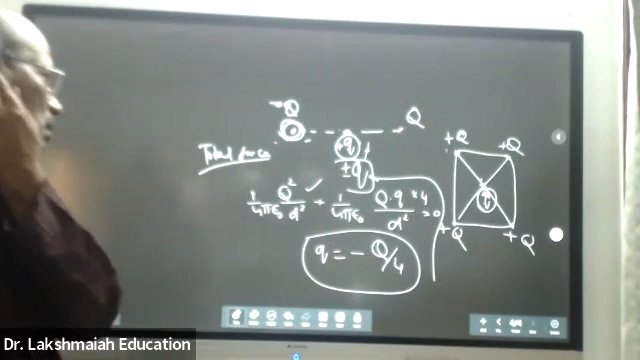 -Q
Q
Total force
+q
±q
1/4πε₀ Q²/d² + 1/4πε₀ Q.q×4/d² = 0
q = - Q/4
+Q +Q
q
+Q +Q
Dr. Lakshmaiah Education